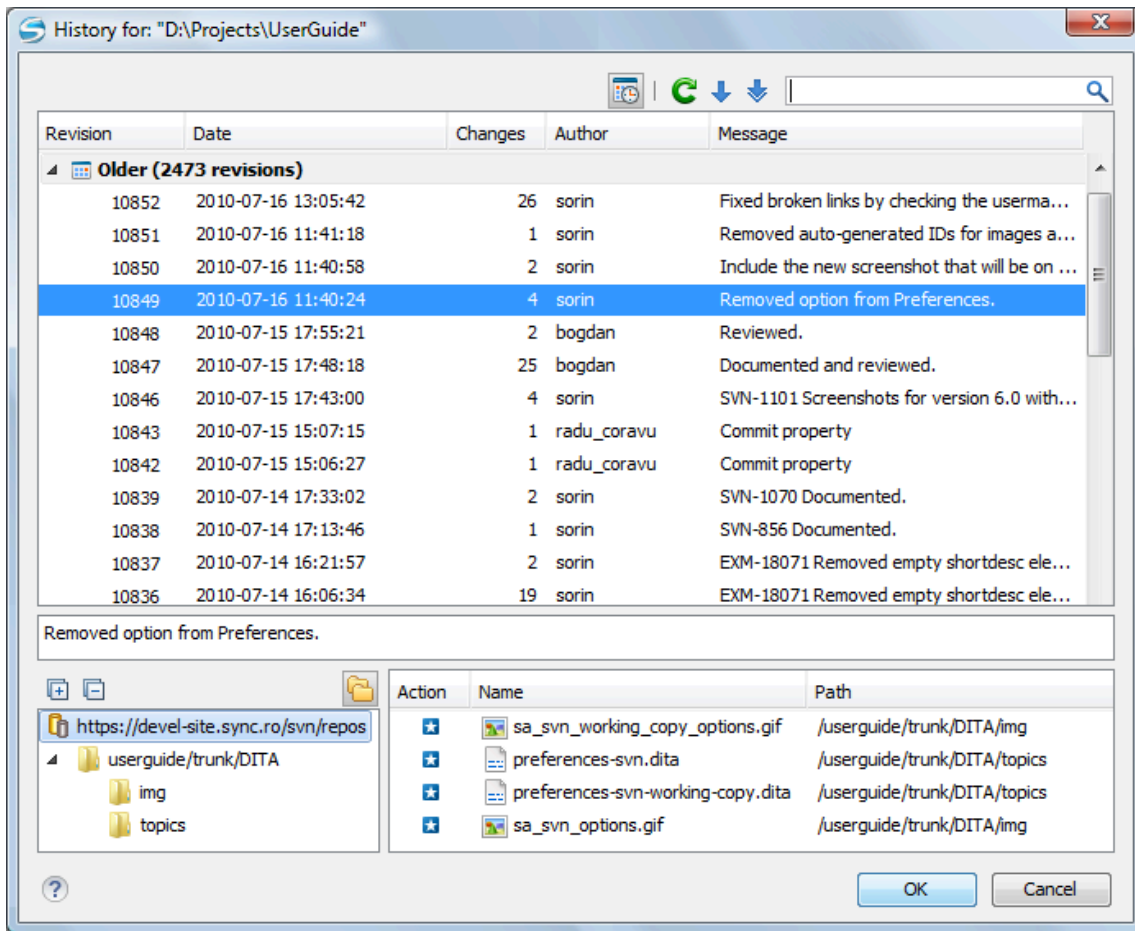 History for: "D:\Projects\UserGuide"
Revision Date Changes Author Message
Older (2473 revisions)
10852 2010-07-16 13:05:42 26 sorin Fixed broken links by checking the userma...
10851 2010-07-16 11:41:18 1 sorin Removed auto-generated IDs for images a...
10850 2010-07-16 11:40:58 2 sorin Include the new screenshot that will be on ...
10849 2010-07-16 11:40:24 4 sorin Removed option from Preferences.
10848 2010-07-15 17:55:21 2 bogdan Reviewed.
10847 2010-07-15 17:48:18 25 bogdan Documented and reviewed.
10846 2010-07-15 17:43:00 4 sorin SVN-1101 Screenshots for version 6.0 with...
10843 2010-07-15 15:07:15 1 radu_coravu Commit property
10842 2010-07-15 15:06:27 1 radu_coravu Commit property
10839 2010-07-14 17:33:02 2 sorin SVN-1070 Documented.
10838 2010-07-14 17:13:46 1 sorin SVN-856 Documented.
10837 2010-07-14 16:21:57 2 sorin EXM-18071 Removed empty shortdesc ele...
10836 2010-07-14 16:06:34 19 sorin EXM-18071 Removed empty shortdesc ele...
Removed option from Preferences.
https://devel-site.sync.ro/svn/repos
userguide/trunk/DITA
img
topics
Action Name Path
sa_svn_working_copy_options.gif /userguide/trunk/DITA/img
preferences-svn.dita /userguide/trunk/DITA/topics
preferences-svn-working-copy.dita /userguide/trunk/DITA/topics
sa_svn_options.gif /userguide/trunk/DITA/img
? OK Cancel